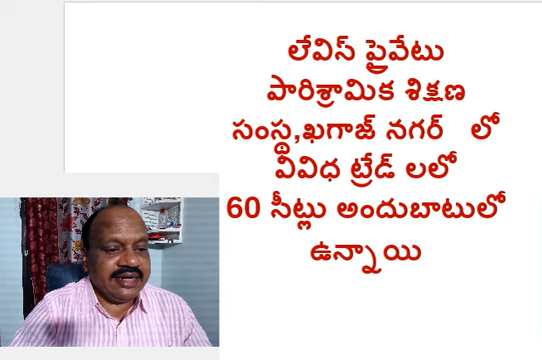 లేవిస్ ప్రైవేటు
పారిశ్రామిక శిక్షణ
సంస్థ,ఖగాజ్ నగర్ లో
వివిధ ట్రేడ్ లలో
60 సీట్లు అందుబాటులో
ఉన్నాయి